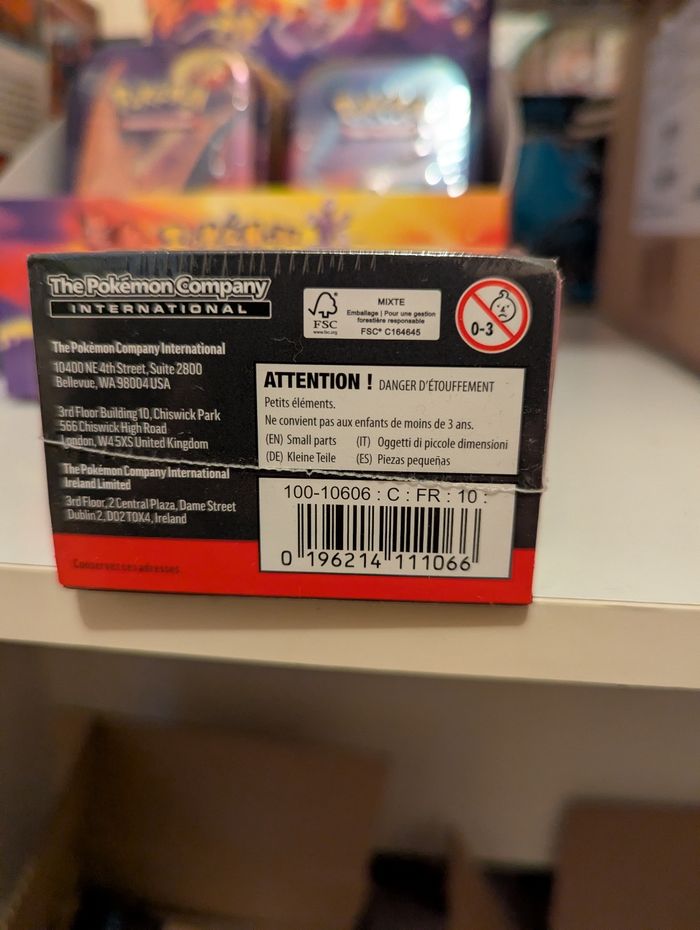 The Pokémon Company
INTERNATIONAL
The Pokémon Company International
10400 NE 4th Street, Suite 2800
Bellevue, WA 98004 USA
3rd Floor Building 10, Chiswick Park
566 Chiswick High Road
London, W4 5XS United Kingdom
The Pokémon Company International
Ireland Limited
3rd Floor, 2 Central Plaza, Dame Street
Dublin 2, D02 T0X4, Ireland
Conserver ces adresses.
FSC
www.fsc.org
MIXTE
Emballage | Pour une gestion
forestière responsable
FSC® C164645
0-3
ATTENTION ! DANGER D'ÉTOUFFEMENT
Petits éléments.
Ne convient pas aux enfants de moins de 3 ans.
(EN) Small parts (IT) Oggetti di piccole dimensioni
(DE) Kleine Teile (ES) Piezas pequeñas
100-10606 : C : FR : 10 :
0 196214 111066